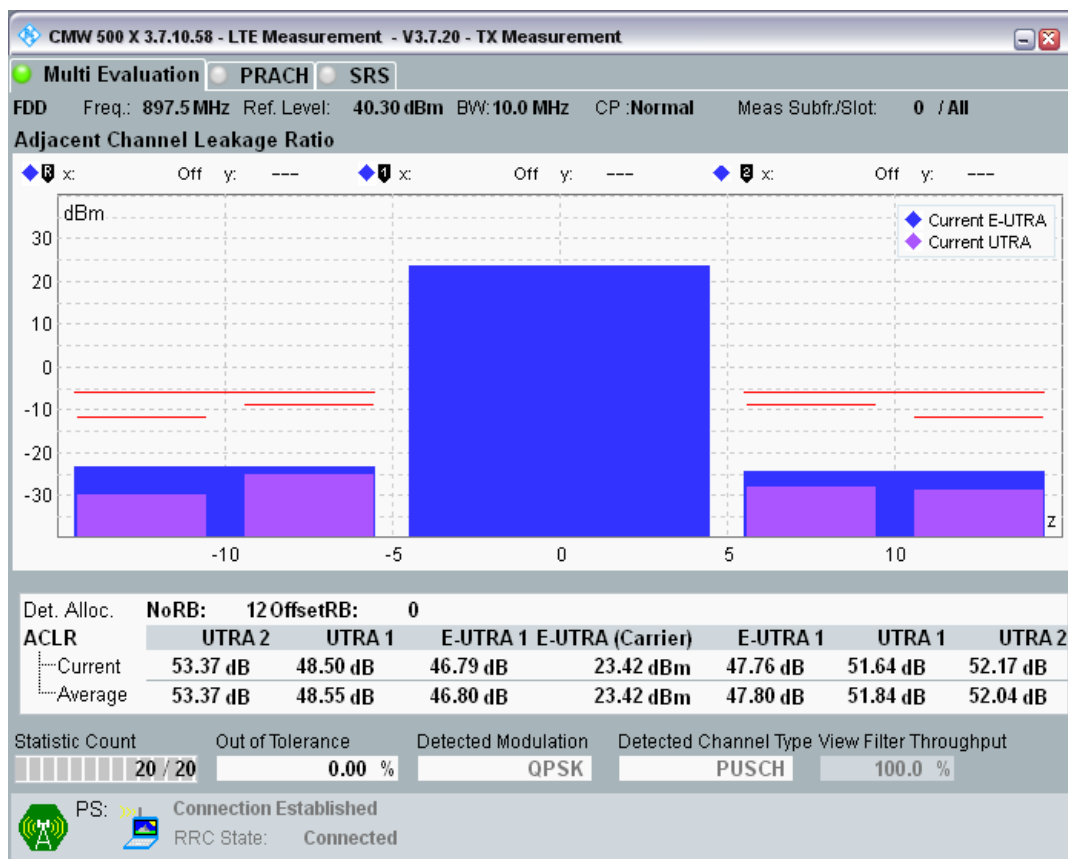 CMW 500 X 3.7.10.58 - LTE Measurement - V3.7.20 - TX Measurement
Multi Evaluation PRACH SRS
FDD Freq.: 897.5 MHz Ref. Level: 40.30 dBm BW: 10.0 MHz CP :Normal Meas Subfr./Slot: 0 / All
Adjacent Channel Leakage Ratio
R x: Off y: --- 1 x: Off y: --- 2 x: Off y: ---
dBm
Current E-UTRA
Current UTRA
30
20
10
0
-10
-20
-30
z
-10 -5 0 5 10
Det. Alloc. NoRB: 12 OffsetRB: 0
ACLR UTRA 2 UTRA 1 E-UTRA 1 E-UTRA (Carrier) E-UTRA 1 UTRA 1 UTRA 2
Current 53.37 dB 48.50 dB 46.79 dB 23.42 dBm 47.76 dB 51.64 dB 52.17 dB
Average 53.37 dB 48.55 dB 46.80 dB 23.42 dBm 47.80 dB 51.84 dB 52.04 dB
Statistic Count Out of Tolerance Detected Modulation Detected Channel Type View Filter Throughput
20 / 20 0.00 % QPSK PUSCH 100.0 %
PS: Connection Established
RRC State: Connected